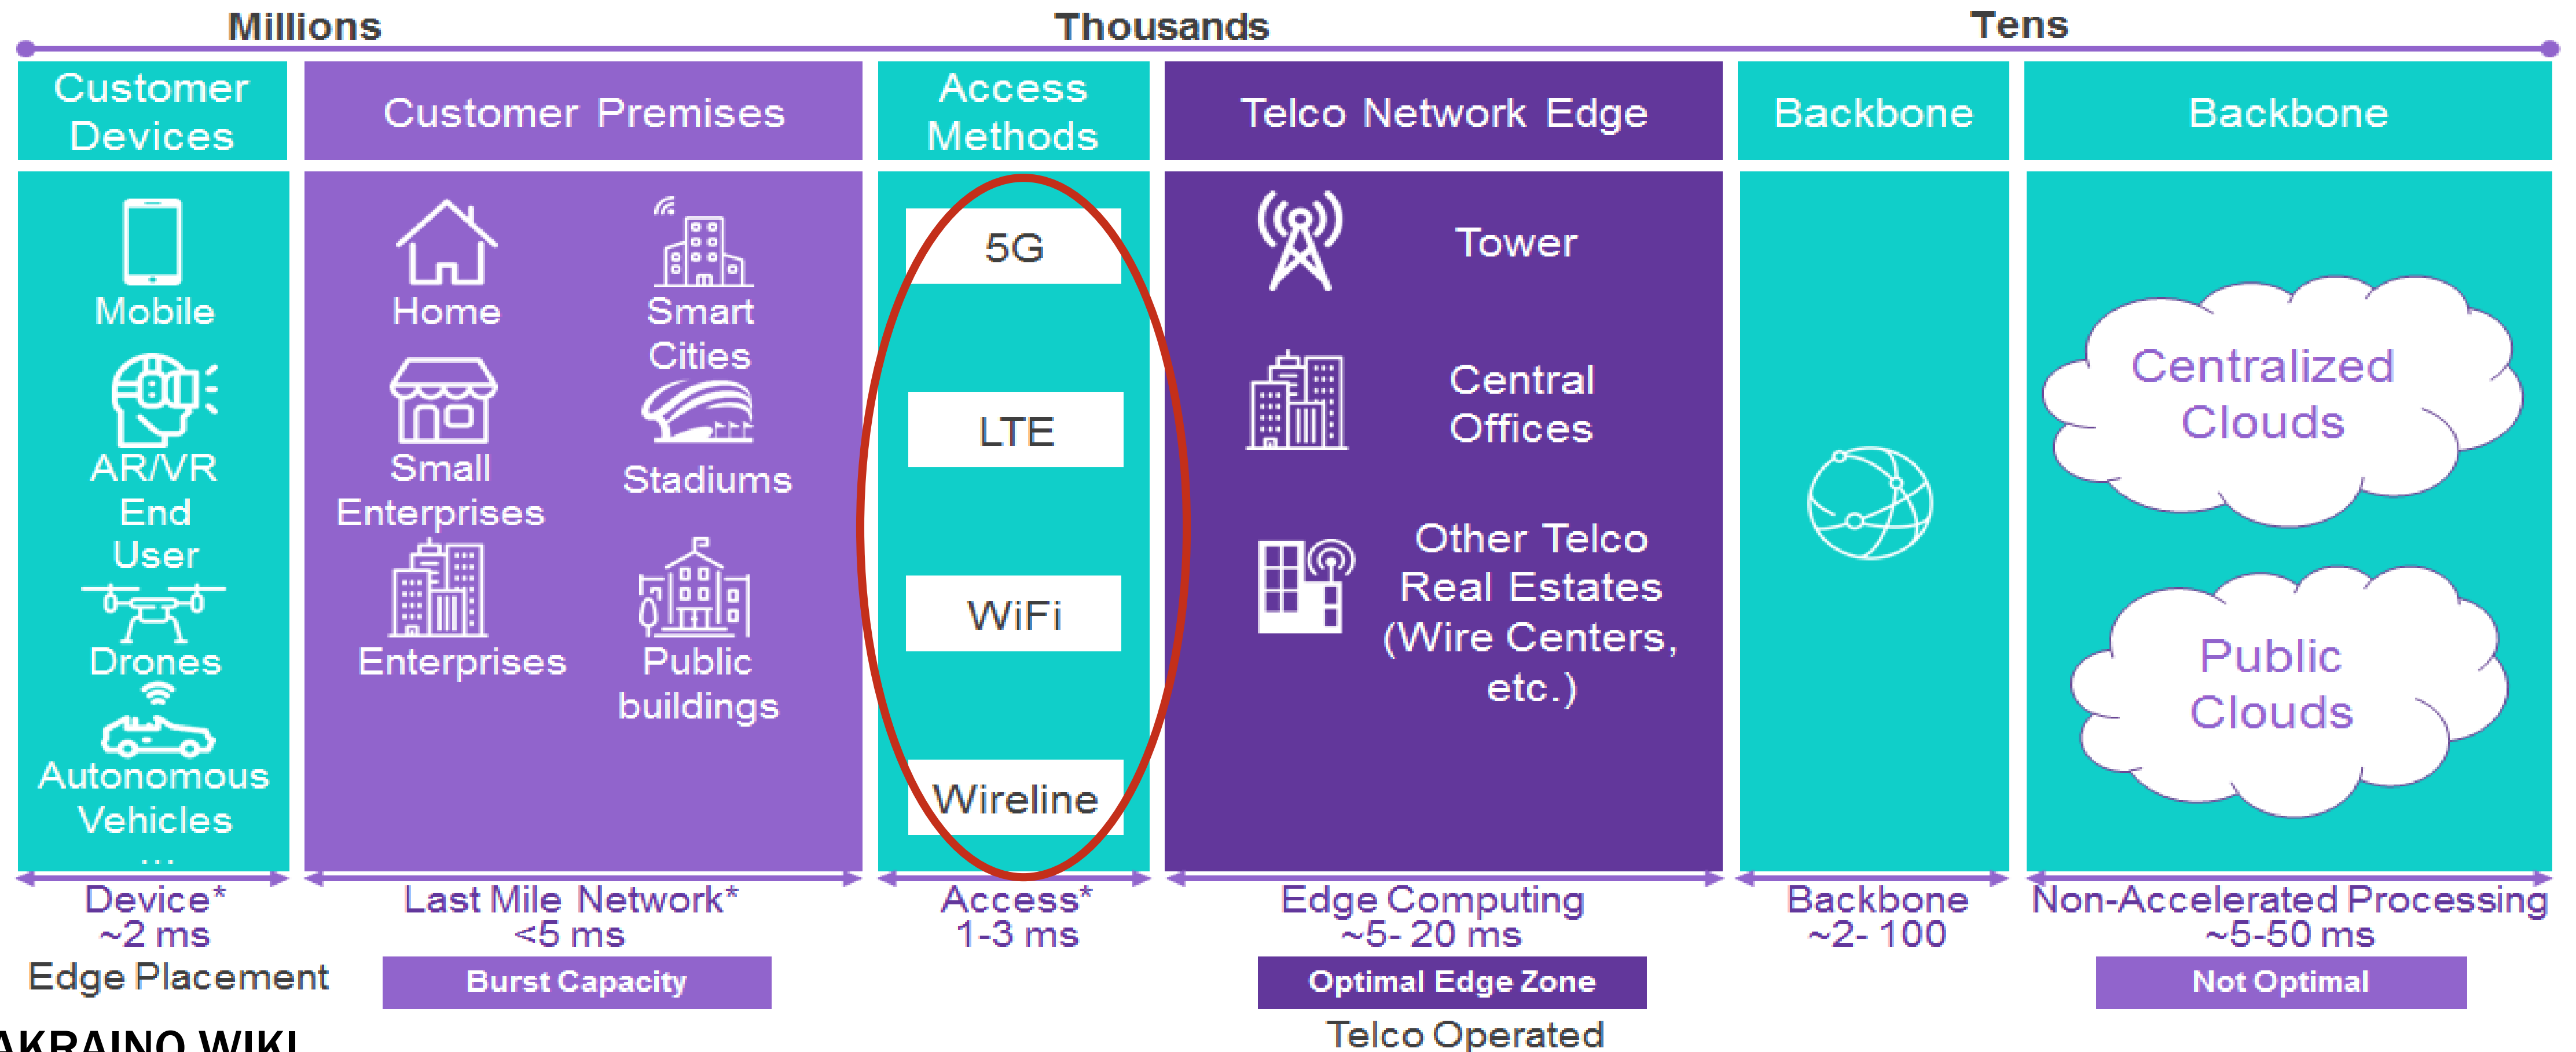 Millions
Thousands
Tens
Customer
Devices
Customer Premises
Access
Methods
Telco Network Edge
Backbone
Backbone
Mobile
AR/VR
End
User
Drones
Autonomous
Vehicles
...
Home
Smart
Cities
Small
Enterprises
Stadiums
Enterprises
Public
buildings
5G
LTE
WiFi
Wireline
Tower
Central
Offices
Other Telco
Real Estates
(Wire Centers,
etc.)
Centralized
Clouds
Public
Clouds
Device*
~2 ms
Last Mile Network*
<5 ms
Access*
1-3 ms
Edge Computing
~5- 20 ms
Backbone
~2- 100
Non-Accelerated Processing
~5-50 ms
Edge Placement
Burst Capacity
Optimal Edge Zone
Not Optimal
Telco Operated
AKRAINO WIKI